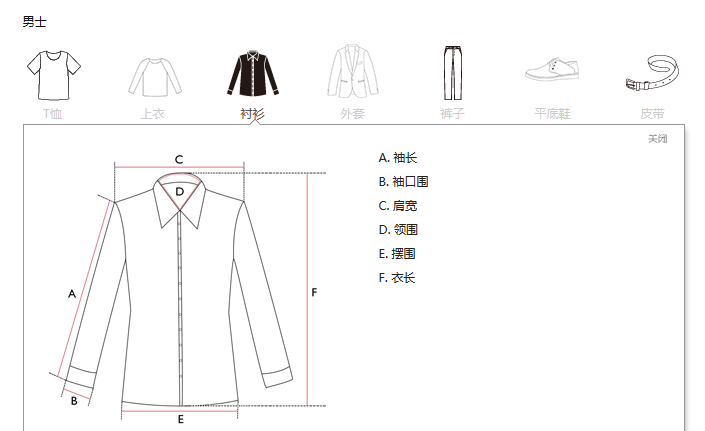 男士
T恤 上衣 衬衫 外套 裤子 平底鞋 皮带
关闭
C
A. 袖长
B. 袖口围
D
C. 肩宽
D. 领围
E. 摆围
F. 衣长
A
F
B
E